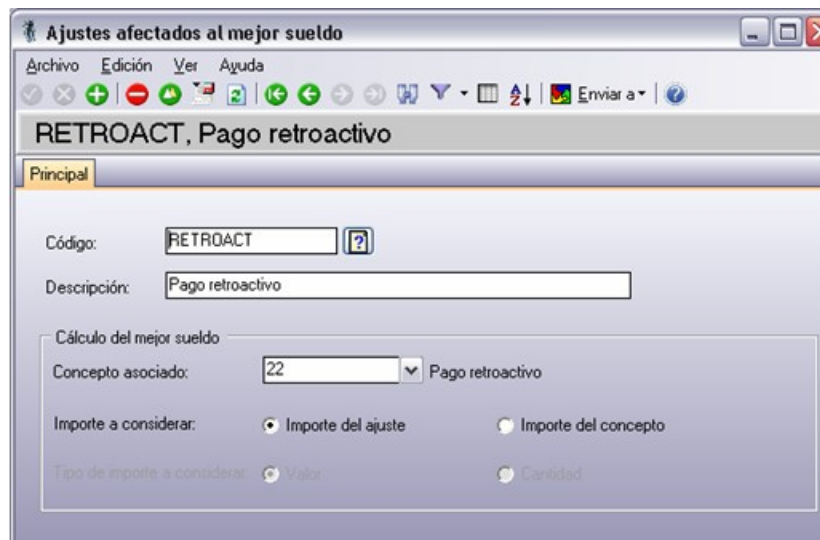 Ajustes afectados al mejor sueldo
Archivo Edición Ver Ayuda
Enviar a
RETROACT, Pago retroactivo
Principal
Código: RETROACT
Descripción: Pago retroactivo
Cálculo del mejor sueldo
Concepto asociado: 22 Pago retroactivo
Importe a considerar: Importe del ajuste Importe del concepto
Tipo de importe a considerar: Valor Cantidad